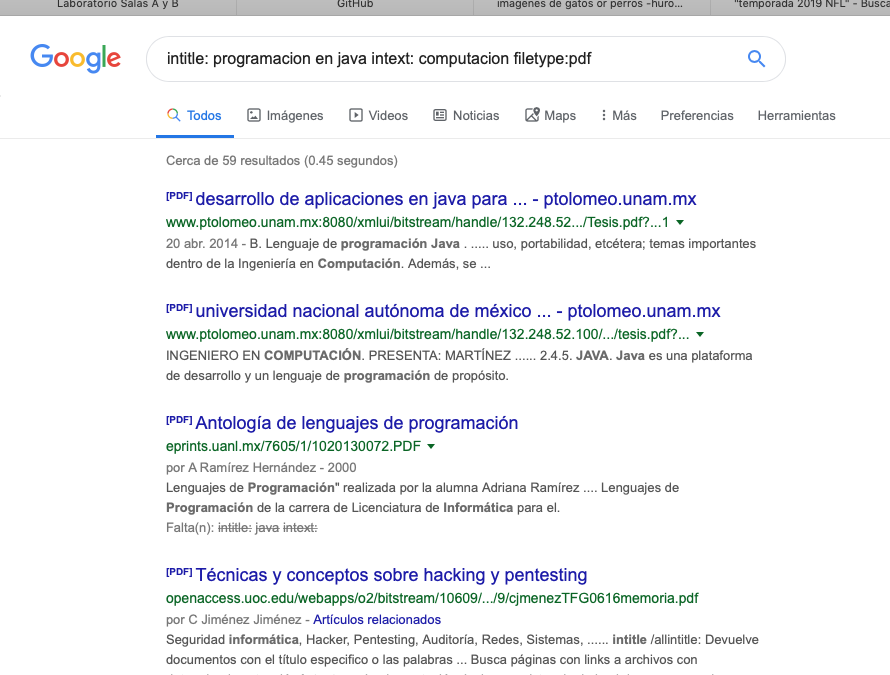 Laboratorio Salas A y B
GitHub
imagenes de gatos or perros -huro...
"temporada 2019 NFL" - Busca
Google
intitle: programacion en java intext: computacion filetype:pdf
Todos
Imágenes
Videos
Noticias
Maps
Más
Preferencias
Herramientas
Cerca de 59 resultados (0.45 segundos)
[PDF] desarrollo de aplicaciones en java para ... - ptolomeo.unam.mx
www.ptolomeo.unam.mx:8080/xmlui/bitstream/handle/132.248.52.../Tesis.pdf?...1
20 abr. 2014 - B. Lenguaje de programación Java . ..... uso, portabilidad, etcétera; temas importantes
dentro de la Ingeniería en Computación. Además, se ...
[PDF] universidad nacional autónoma de méxico ... - ptolomeo.unam.mx
www.ptolomeo.unam.mx:8080/xmlui/bitstream/handle/132.248.52.100/.../tesis.pdf?...
INGENIERO EN COMPUTACIÓN. PRESENTA: MARTÍNEZ ...... 2.4.5. JAVA. Java es una plataforma
de desarrollo y un lenguaje de programación de propósito.
[PDF] Antología de lenguajes de programación
eprints.uanl.mx/7605/1/1020130072.PDF
por A Ramírez Hernández - 2000
Lenguajes de Programación" realizada por la alumna Adriana Ramírez .... Lenguajes de
Programación de la carrera de Licenciatura de Informática para el.
Falta(n): intitle: java intext:
[PDF] Técnicas y conceptos sobre hacking y pentesting
openaccess.uoc.edu/webapps/o2/bitstream/10609/.../9/cjmenezTFG0616memoria.pdf
por C Jiménez Jiménez - Artículos relacionados
Seguridad informática, Hacker, Pentesting, Auditoría, Redes, Sistemas, ...... intitle /allintitle: Devuelve
documentos con el título especifico o las palabras ... Busca páginas con links a archivos con